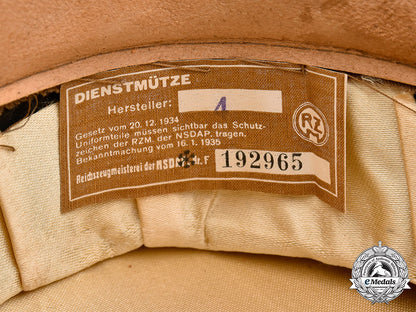 DIENSTMÜTZE
Hersteller: 1
Gesetz vom 20. 12. 1934
Uniformteile müssen sichtbar das Schutz-
zeichen der RZM. der NSDAP. tragen.
Bekanntmachung vom 16. 1. 1935
Reichszeugmeisterei der NSDAP. Nr. F 192965
RZM
eMedals